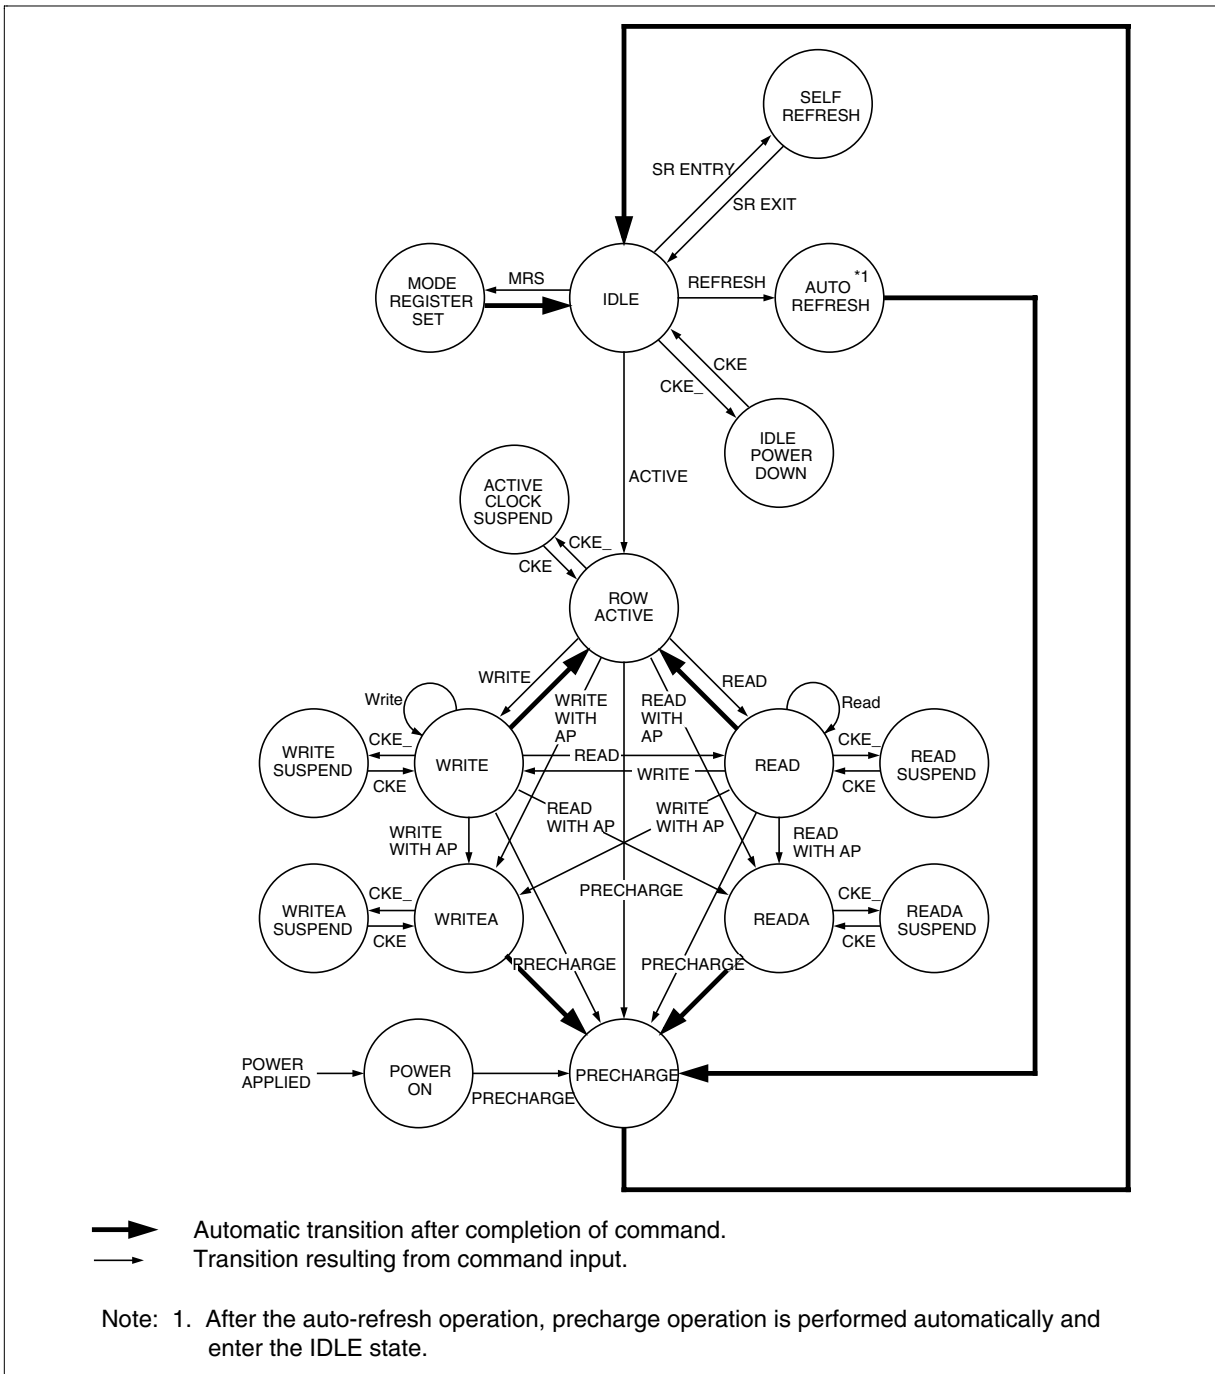 SELF
REFRESH
SR ENTRY
SR EXIT
MODE
REGISTER
SET
MRS
IDLE
REFRESH
AUTO *1
REFRESH
CKE
CKE_
IDLE
POWER
DOWN
ACTIVE
ACTIVE
CLOCK
SUSPEND
CKE_
CKE
ROW
ACTIVE
WRITE
WRITE
WITH
AP
READ
WITH
AP
READ
Write
Read
WRITE
SUSPEND
CKE_
CKE
WRITE
READ
WRITE
READ
CKE_
CKE
READ
SUSPEND
WRITE
WITH AP
READ
WITH AP
WRITE
WITH AP
READ
WITH AP
PRECHARGE
WRITEA
SUSPEND
CKE_
CKE
WRITEA
READA
CKE_
CKE
READA
SUSPEND
PRECHARGE
PRECHARGE
POWER
APPLIED
POWER
ON
PRECHARGE
PRECHARGE
Automatic transition after completion of command.
Transition resulting from command input.
Note: 1. After the auto-refresh operation, precharge operation is performed automatically and
enter the IDLE state.